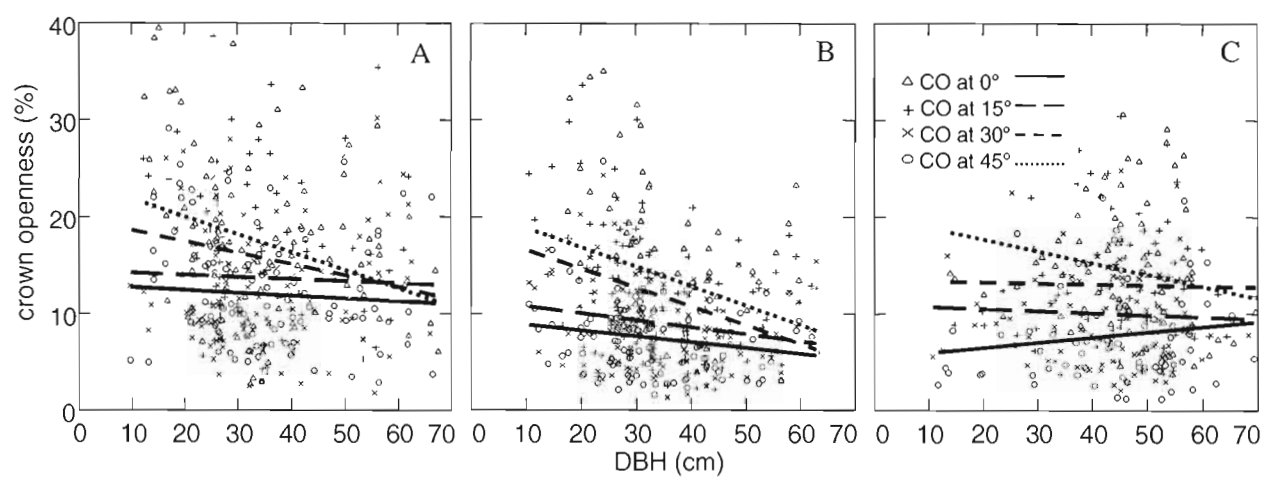 crown openness (%)
40
30
20
10
0
A
B
C
CO at 0°
CO at 15°
CO at 30°
CO at 45°
10 20 30 40 50 60 70
0 10 20 30 40 50 60 70
0 10 20 30 40 50 60 70
DBH (cm)